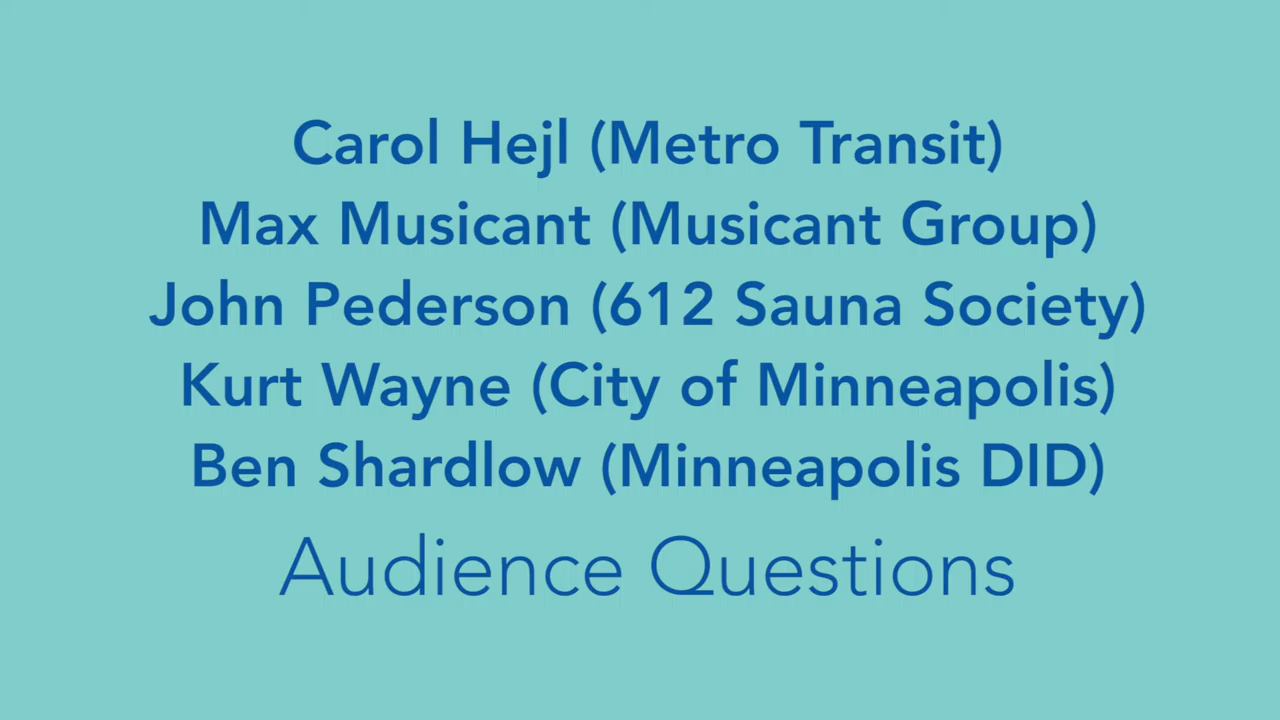 Carol Hejl (Metro Transit)
Max Musicant (Musicant Group)
John Pederson (612 Sauna Society)
Kurt Wayne (City of Minneapolis)
Ben Shardlow (Minneapolis DID)
Audience Questions